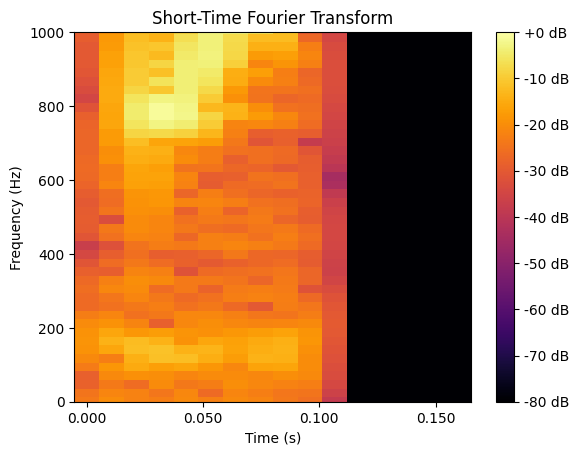 Short-Time Fourier Transform
1000
800
600
400
200
0
Frequency (Hz)
0.000
0.050
0.100
0.150
Time (s)
+0 dB
-10 dB
-20 dB
-30 dB
-40 dB
-50 dB
-60 dB
-70 dB
-80 dB